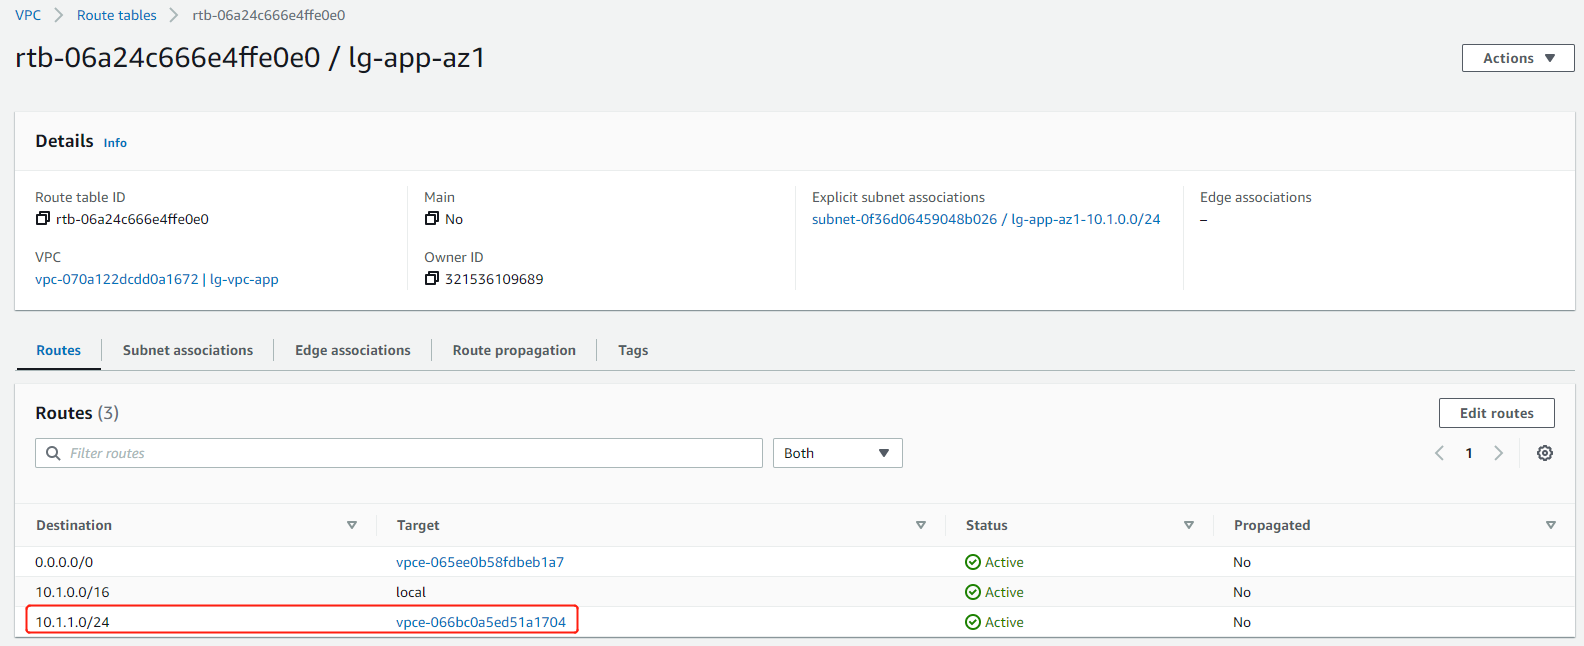 VPC > Route tables > rtb-06a24c666e4ffe0e0
rtb-06a24c666e4ffe0e0 / lg-app-az1
Actions
Details Info
Route table ID
rtb-06a24c666e4ffe0e0
Main
No
Explicit subnet associations
subnet-0f36d06459048b026 / lg-app-az1-10.1.0.0/24
Edge associations
–
VPC
vpc-070a122dcdd0a1672 | lg-vpc-app
Owner ID
321536109689
Routes Subnet associations Edge associations Route propagation Tags
Routes (3)
Edit routes
Filter routes
Both
1
Destination Target Status Propagated
0.0.0.0/0 vpce-065ee0b58fdbeb1a7 Active No
10.1.0.0/16 local Active No
10.1.1.0/24 vpce-066bc0a5ed51a1704 Active No